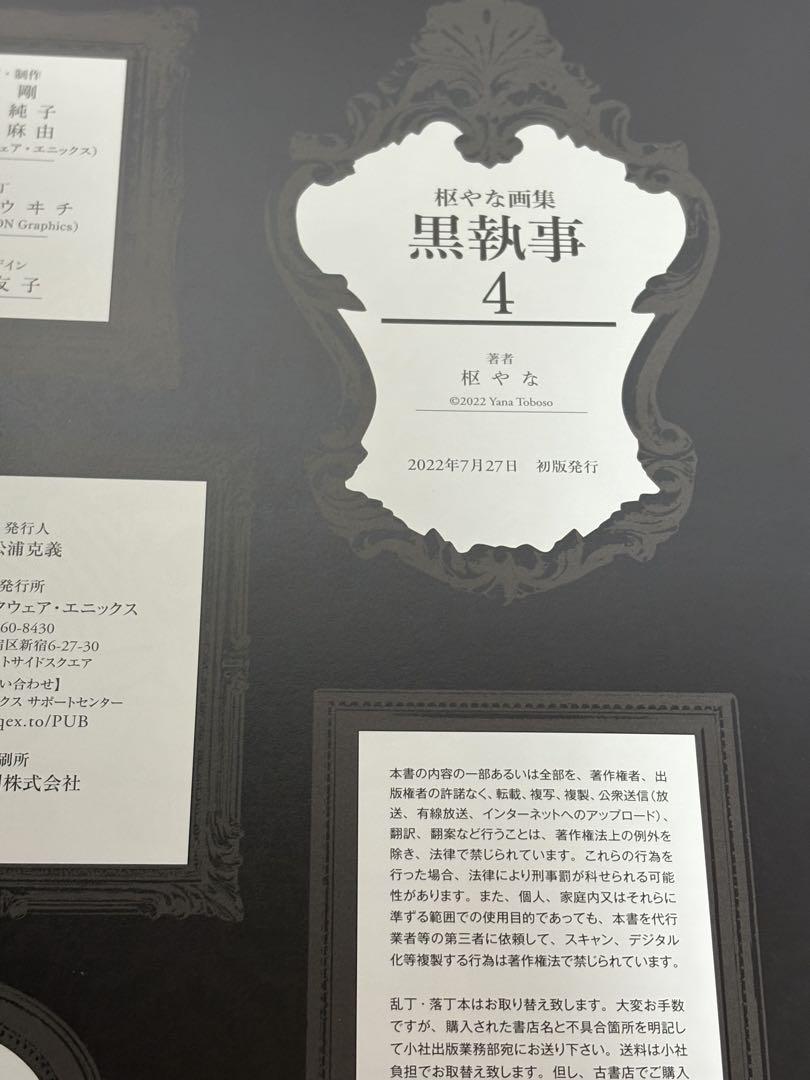 ・制作
剛
純子
麻由
ェア・エニックス)
丁
ウヰチ
ON Graphics)
ザイン
友子
枢やな画集
黒執事
4
著者
枢やな
©2022 Yana Toboso
2022年7月27日 初版発行
発行人
松浦克義
発行所
クウェア・エニックス
60-8430
宿区新宿6-27-30
トサイドスクエア
い合わせ】
クス サポートセンター
qex.to/PUB
刷所
株式会社
本書の内容の一部あるいは全部を、著作権者、出
版権者の許諾なく、転載、複写、複製、公衆送信(放
送、有線放送、インターネットへのアップロード)、
翻訳、翻案など行うことは、著作権法上の例外を
除き、法律で禁じられています。これらの行為を
行った場合、法律により刑事罰が科せられる可能
性があります。また、個人、家庭内又はそれらに
準ずる範囲での使用目的であっても、本書を代行
業者等の第三者に依頼して、スキャン、デジタル
化等複製する行為は著作権法で禁じられています。
乱丁・落丁本はお取り替え致します。大変お手数
ですが、購入された書店名と不具合箇所を明記し
て小社出版業務部宛にお送り下さい。送料は小社
負担でお取替え致します。但し、古書店でご購入